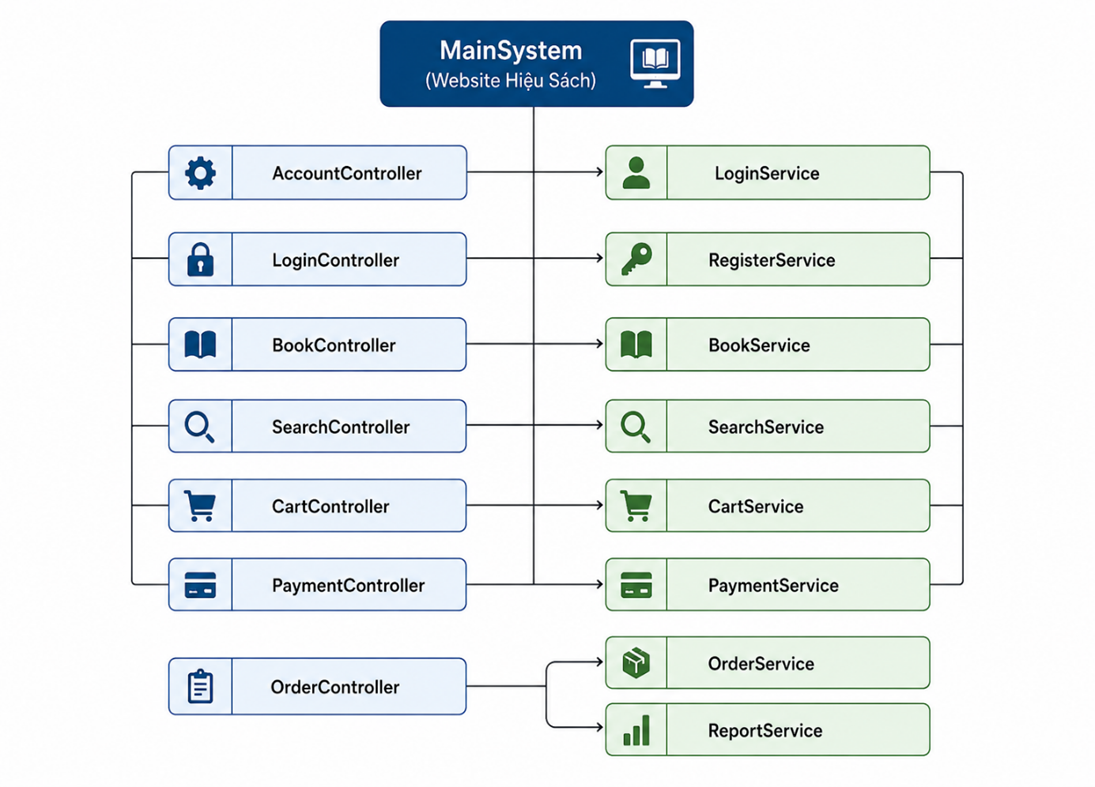 MainSystem
(Website Hiệu Sách)
AccountController
LoginService
LoginController
RegisterService
BookController
BookService
SearchController
SearchService
CartController
CartService
PaymentController
PaymentService
OrderController
OrderService
ReportService